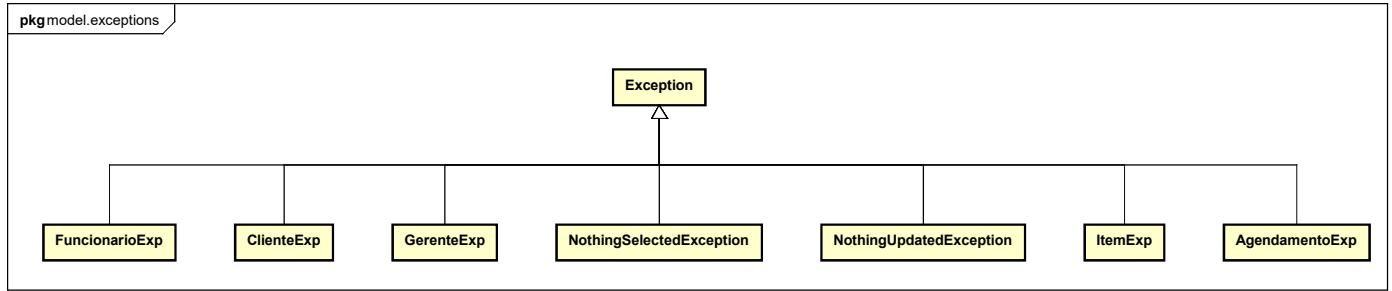 pkg model.exceptions
Exception
FuncionarioExp
ClienteExp
GerenteExp
NothingSelectedException
NothingUpdatedException
ItemExp
AgendamentoExp